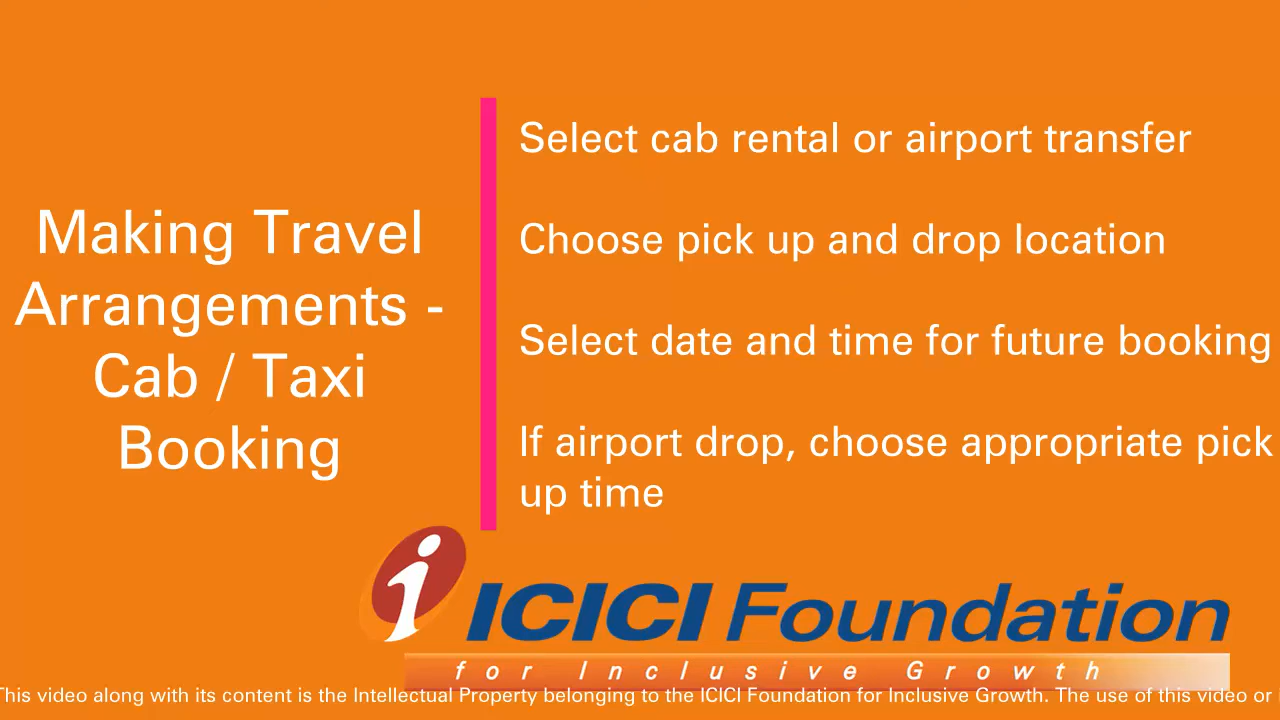 Making Travel
Arrangements -
Cab / Taxi
Booking
Select cab rental or airport transfer
Choose pick up and drop location
Select date and time for future booking
If airport drop, choose appropriate pick
up time
i ICICI Foundation
for Inclusive Growth
This video along with its content is the Intellectual Property belonging to the ICICI Foundation for Inclusive Growth. The use of this video or